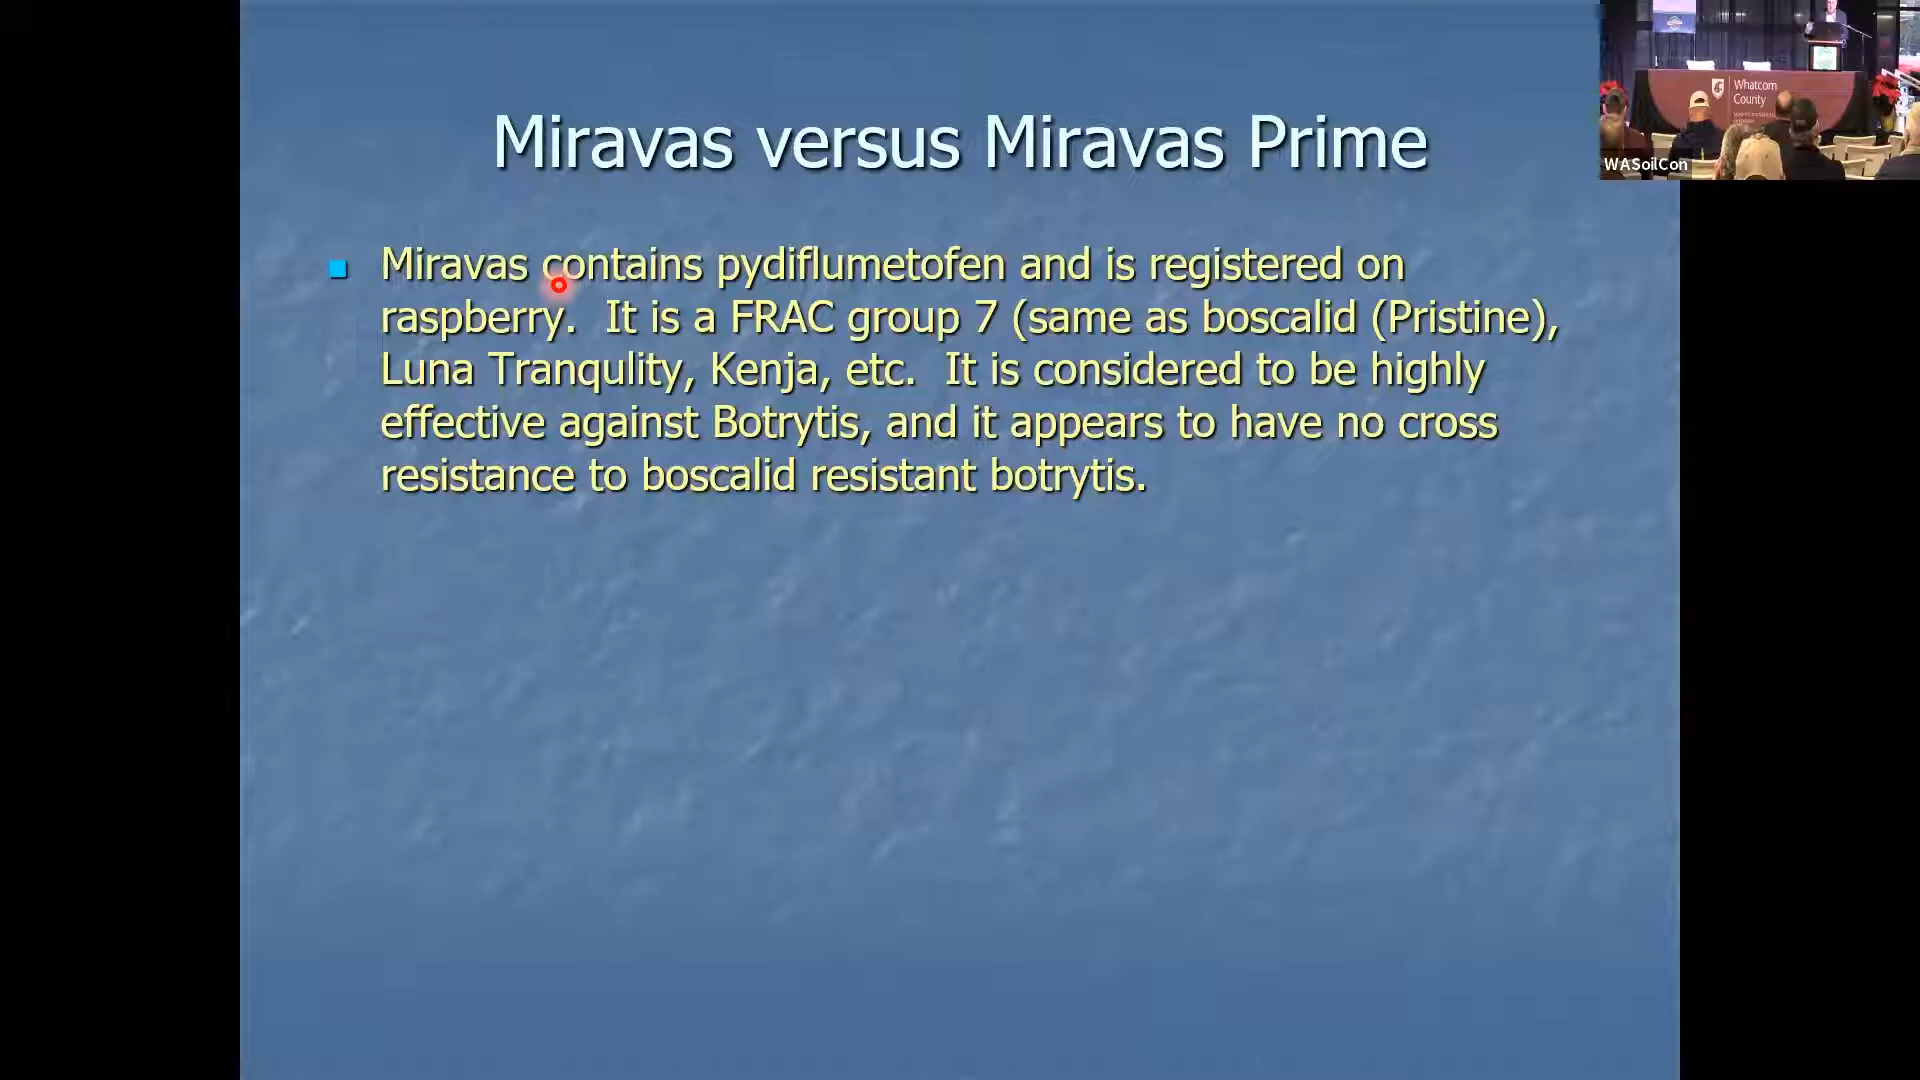 Miravas versus Miravas Prime
Whatcom
County
WASoilCon
Miravas contains pydiflumetofen and is registered on
raspberry. It is a FRAC group 7 (same as boscalid (Pristine),
Luna Tranqulity, Kenja, etc. It is considered to be highly
effective against Botrytis, and it appears to have no cross
resistance to boscalid resistant botrytis.